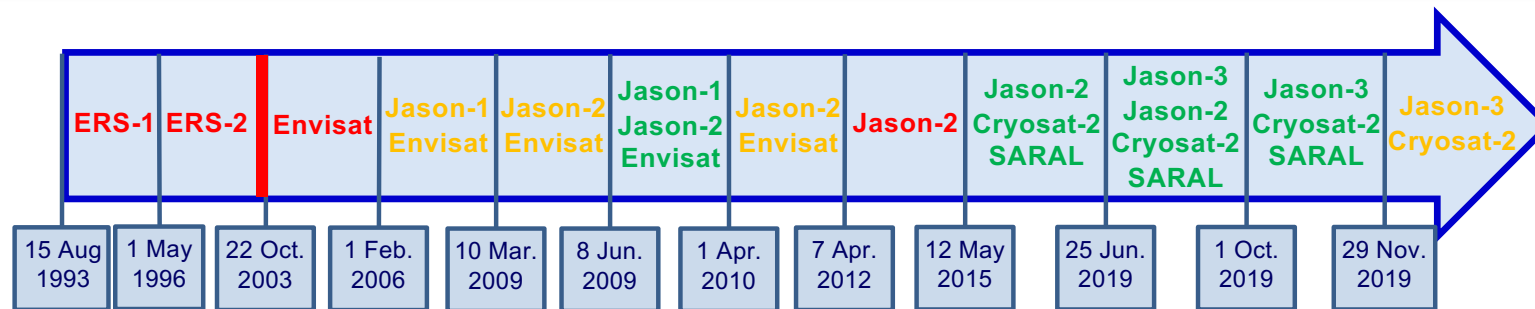 ERS-1
ERS-2
Envisat
Jason-1
Envisat
Jason-2
Envisat
Jason-1
Jason-2
Envisat
Jason-2
Envisat
Jason-2
Jason-2
Cryosat-2
SARAL
Jason-3
Jason-2
Cryosat-2
SARAL
Jason-3
Cryosat-2
SARAL
Jason-3
Cryosat-2
15 Aug
1993
1 May
1996
22 Oct.
2003
1 Feb.
2006
10 Mar.
2009
8 Jun.
2009
1 Apr.
2010
7 Apr.
2012
12 May
2015
25 Jun.
2019
1 Oct.
2019
29 Nov.
2019